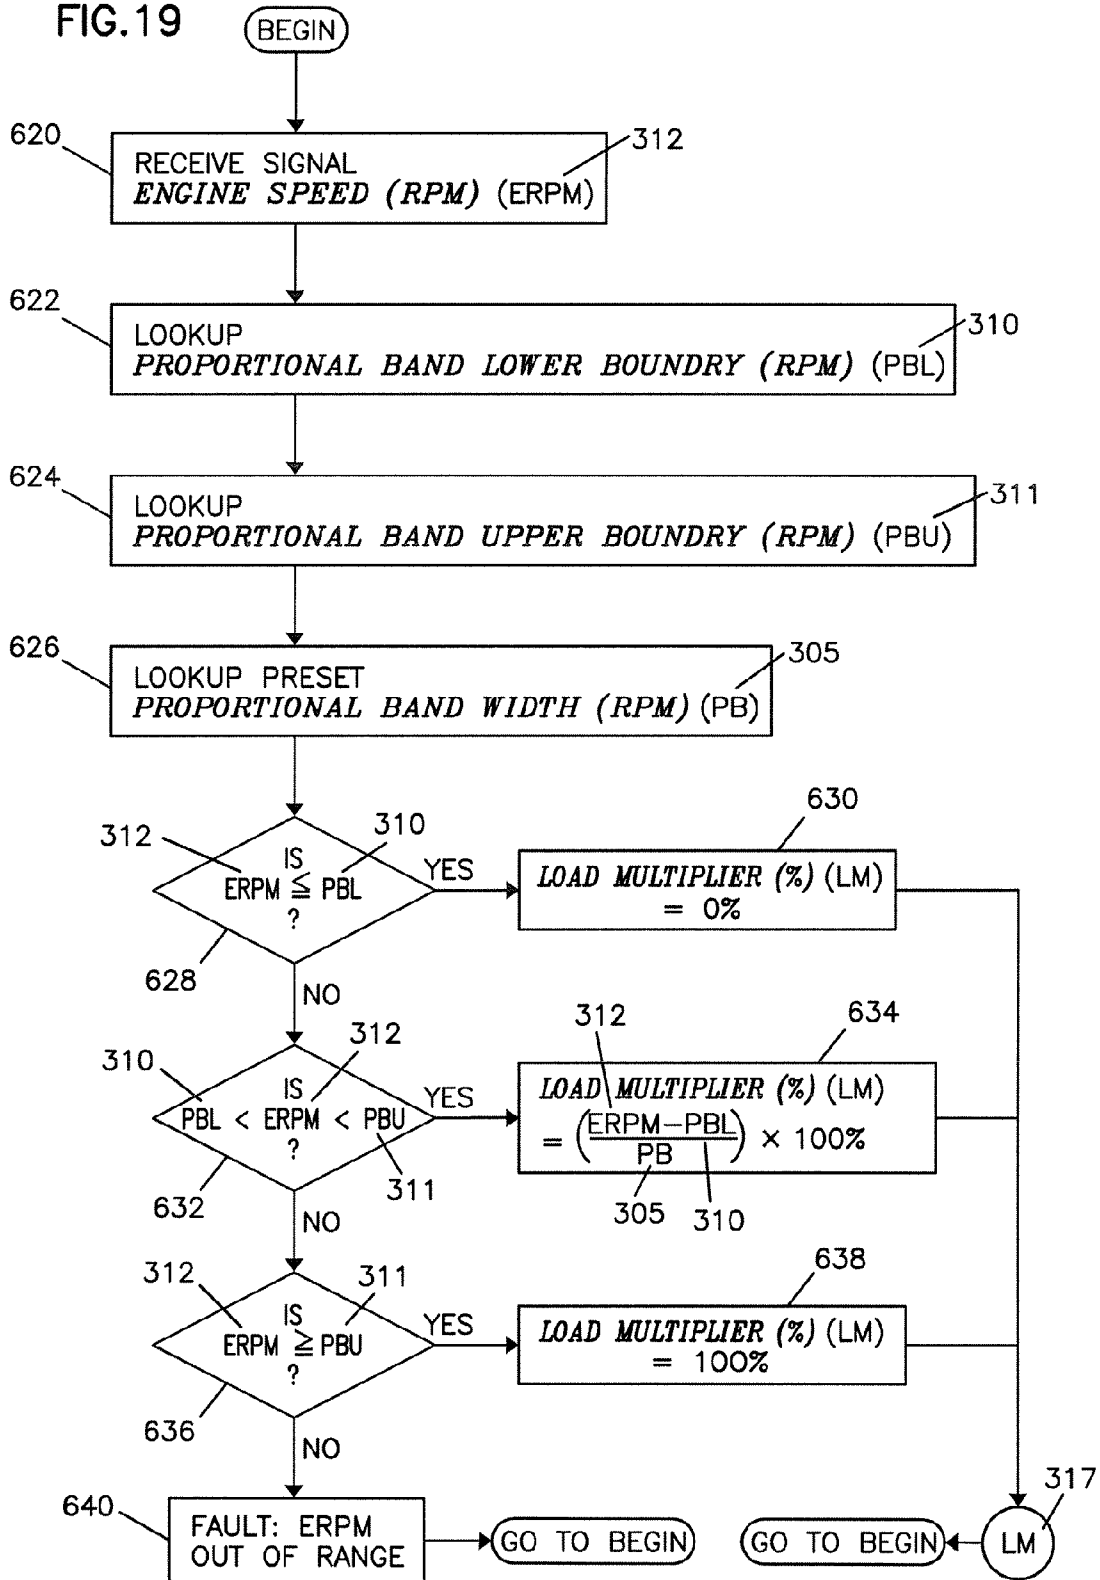 FIG.19
BEGIN
620
312
RECEIVE SIGNAL
ENGINE SPEED (RPM) (ERPM)
622
310
LOOKUP
PROPORTIONAL BAND LOWER BOUNDRY (RPM) (PBL)
624
311
LOOKUP
PROPORTIONAL BAND UPPER BOUNDRY (RPM) (PBU)
626
305
LOOKUP PRESET
PROPORTIONAL BAND WIDTH (RPM) (PB)
312
310
IS
ERPM ≦ PBL
?
628
YES
630
LOAD MULTIPLIER (%) (LM)
= 0%
NO
310
312
IS
PBL < ERPM < PBU
?
632
311
YES
312
634
LOAD MULTIPLIER (%) (LM)
= (ERPM−PBL/PB) × 100%
305
310
NO
312
311
IS
ERPM ≧ PBU
?
636
YES
638
LOAD MULTIPLIER (%) (LM)
= 100%
NO
640
FAULT: ERPM
OUT OF RANGE
GO TO BEGIN
GO TO BEGIN
LM
317